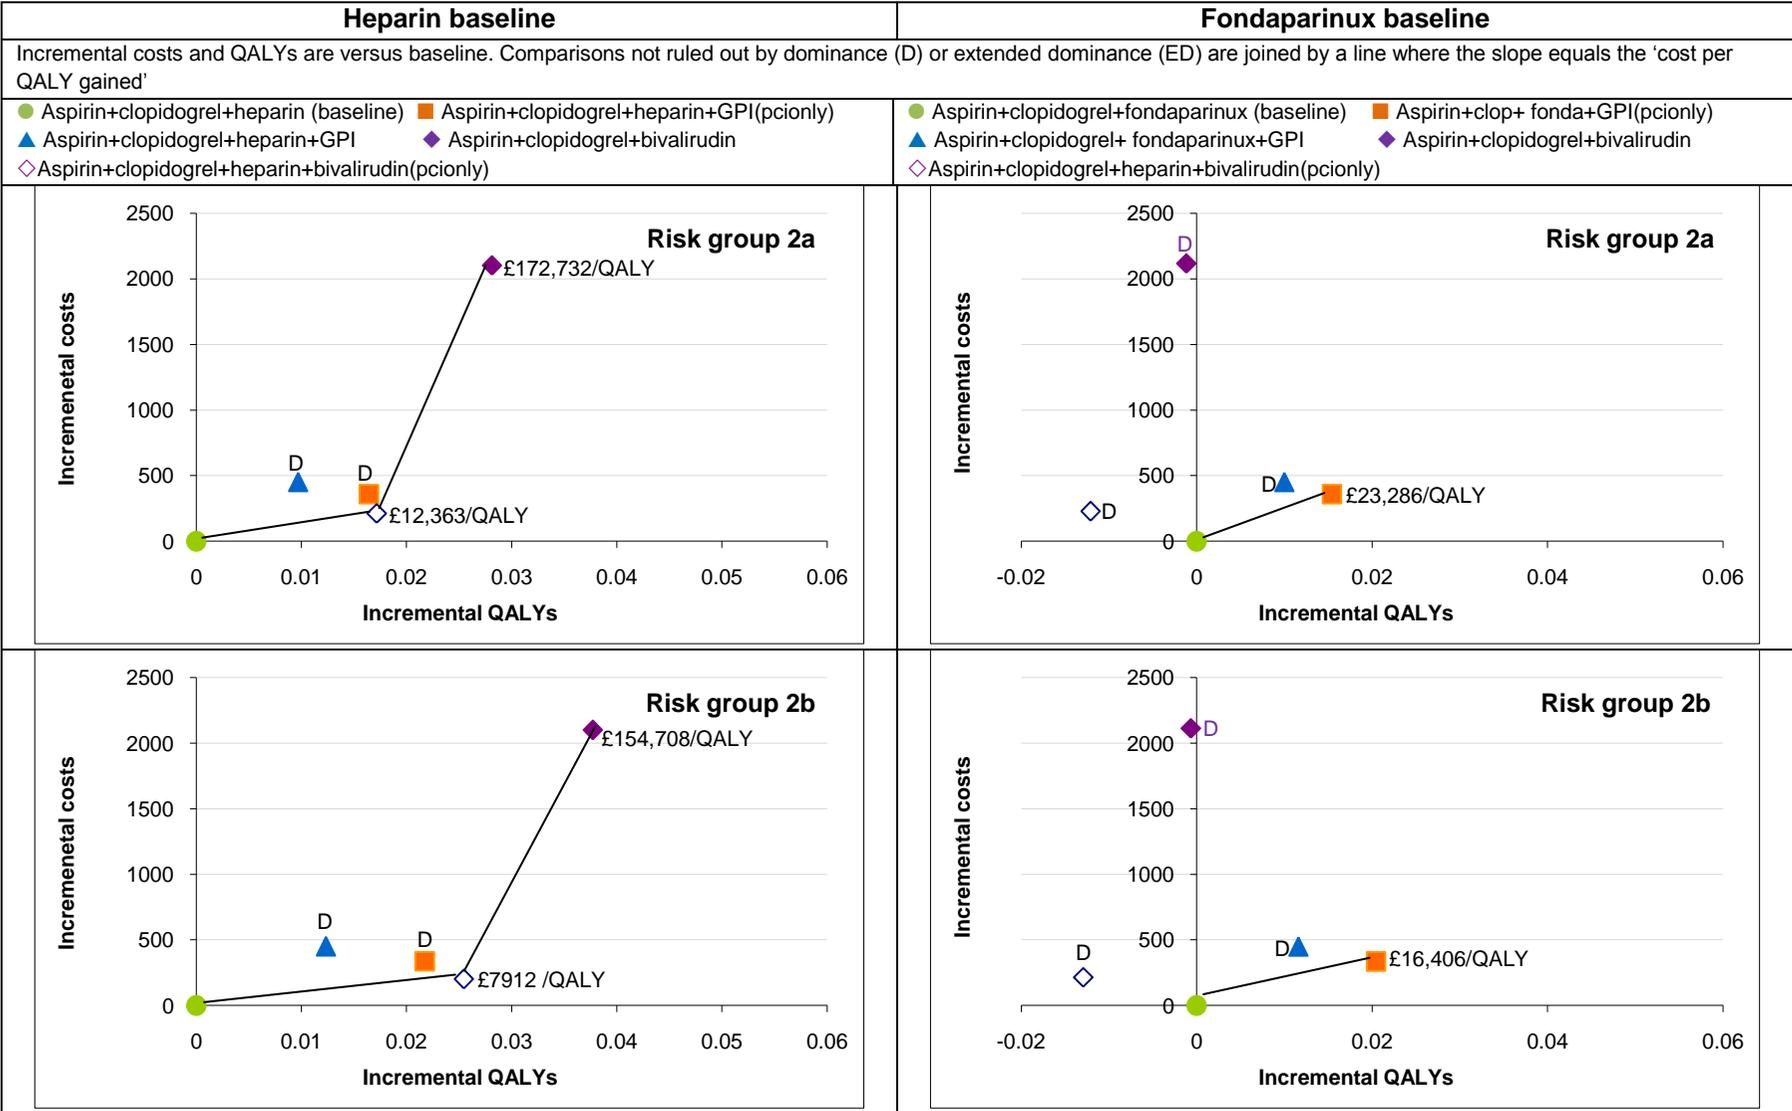 Heparin baseline
Fondaparinux baseline
Incremental costs and QALYs are versus baseline. Comparisons not ruled out by dominance (D) or extended dominance (ED) are joined by a line where the slope equals the ‘cost per
QALY gained’
Aspirin+clopidogrel+heparin (baseline) Aspirin+clopidogrel+heparin+GPI(pcionly)
Aspirin+clopidogrel+heparin+GPI Aspirin+clopidogrel+bivalirudin
Aspirin+clopidogrel+heparin+bivalirudin(pcionly)
Aspirin+clopidogrel+fondaparinux (baseline) Aspirin+clop+ fonda+GPI(pcionly)
Aspirin+clopidogrel+ fondaparinux+GPI Aspirin+clopidogrel+bivalirudin
Aspirin+clopidogrel+heparin+bivalirudin(pcionly)
Risk group 2a
Incremenetal costs
2500
2000
1500
1000
500
0
£172,732/QALY
D
D
£12,363/QALY
0 0.01 0.02 0.03 0.04 0.05 0.06
Incremental QALYs
Risk group 2a
Incremental costs
2500
2000
1500
1000
500
0
D
D
£23,286/QALY
D
-0.02 0 0.02 0.04 0.06
Incremental QALYs
Risk group 2b
Incremenetal costs
2500
2000
1500
1000
500
0
£154,708/QALY
D
D
£7912 /QALY
0 0.01 0.02 0.03 0.04 0.05 0.06
Incremental QALYs
Risk group 2b
Incremental costs
2500
2000
1500
1000
500
0
D
D
D
£16,406/QALY
-0.02 0 0.02 0.04 0.06
Incremental QALYs